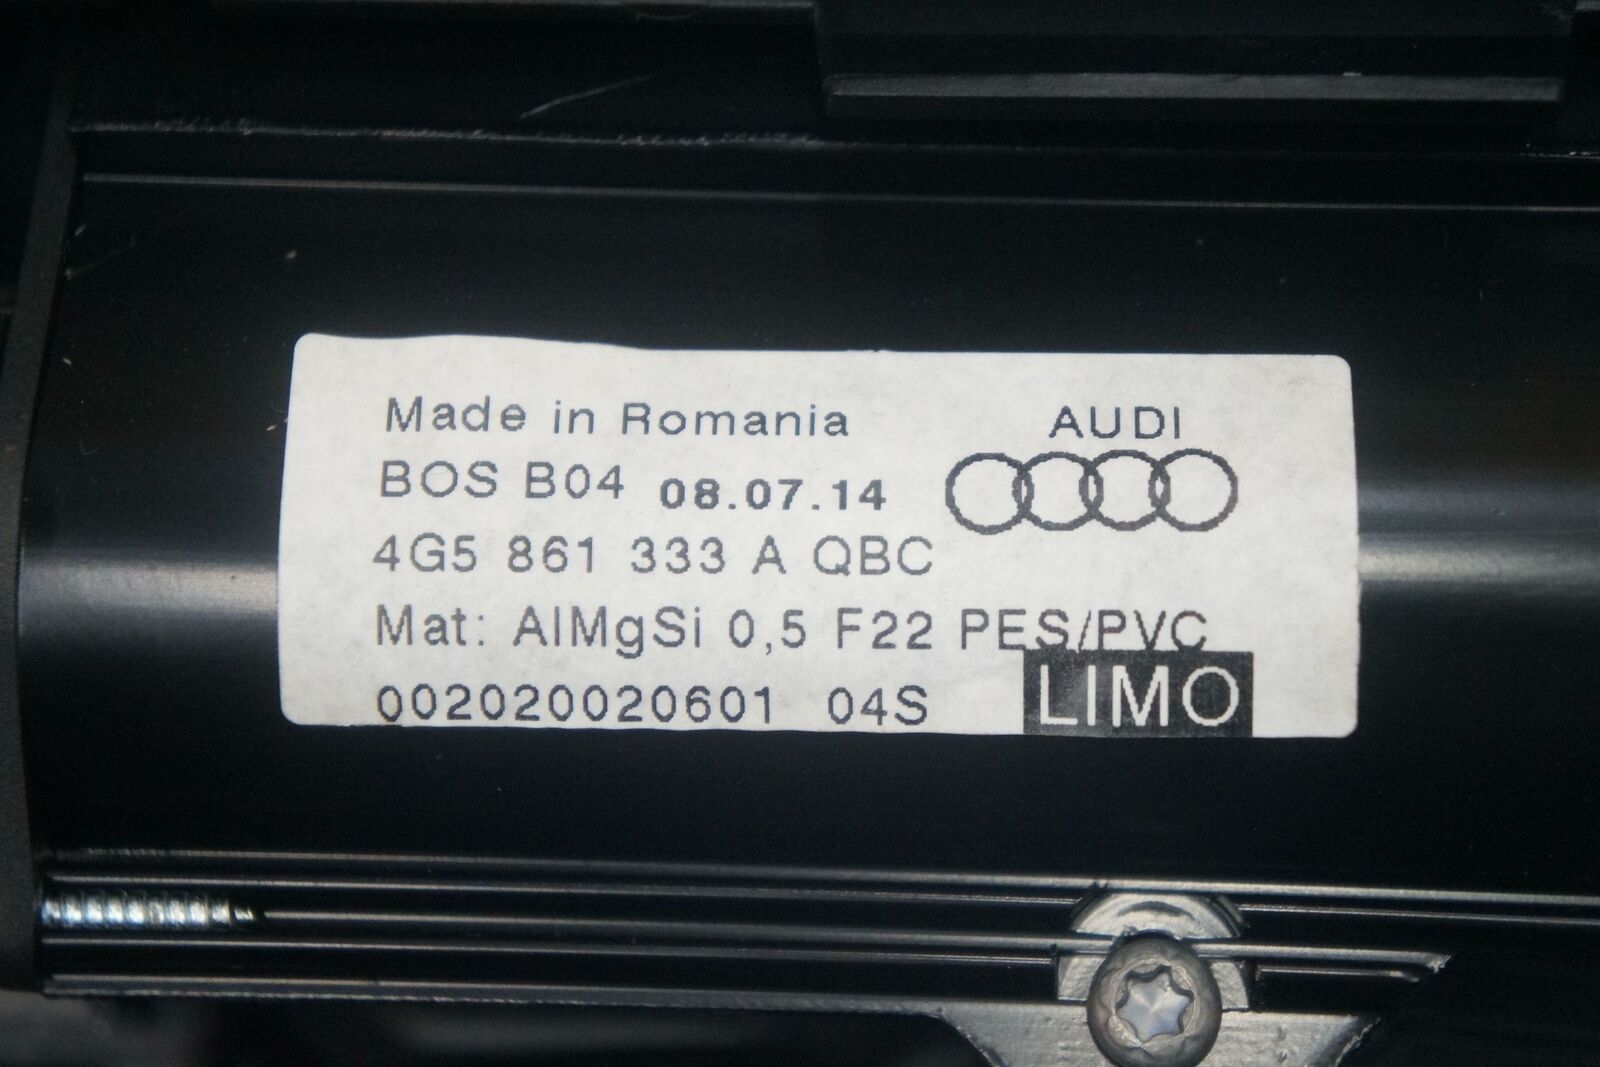 Made in Romania
AUDI
BOS B04 08.07.14
4G5 861 333 A QBC
Mat: AlMgSi 0,5 F22 PES/PVC
002020020601 04S LIMO